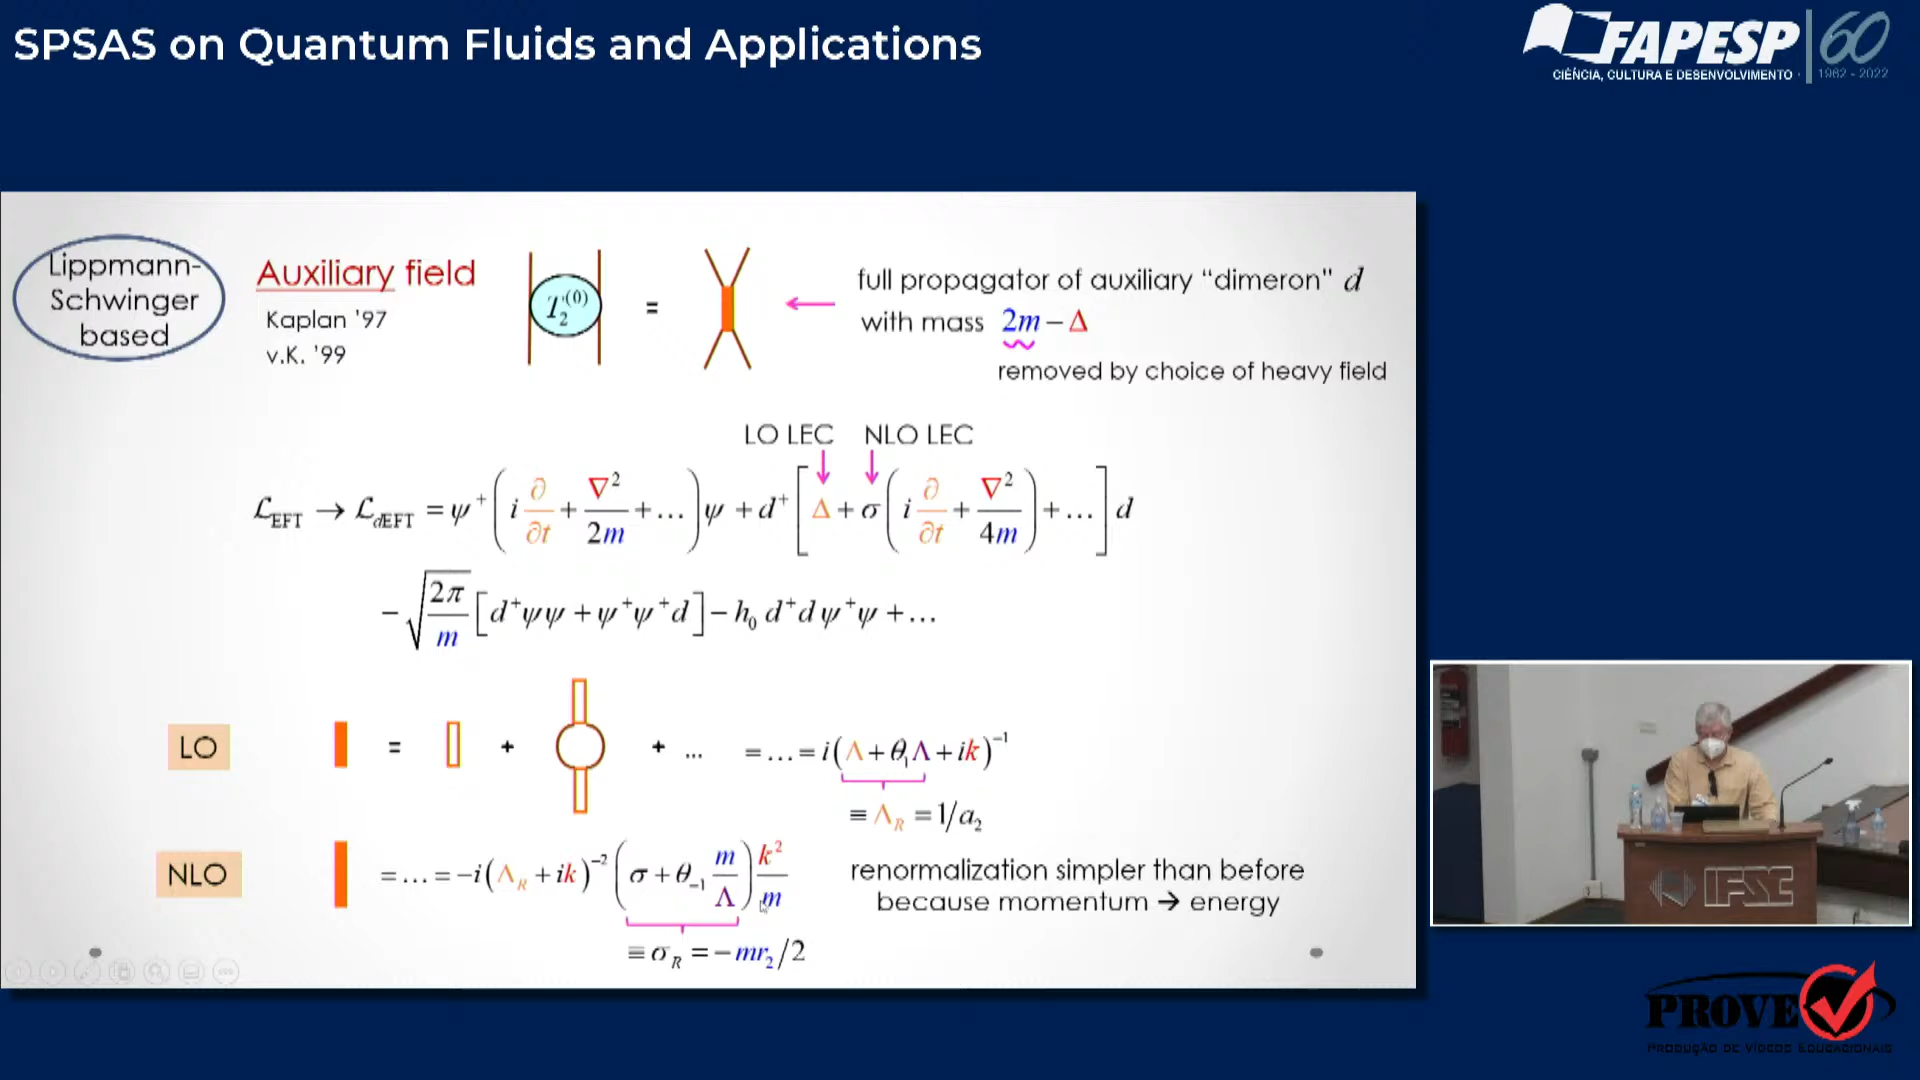 SPSAS on Quantum Fluids and Applications
FAPESP 60
CIÊNCIA, CULTURA E DESENVOLVIMENTO
1962 - 2022
Lippmann-
Schwinger
based
Auxiliary field
Kaplan '97
v.K. '99
T₂⁽⁰⁾
=
full propagator of auxiliary “dimeron" d
with mass 2m − Δ
removed by choice of heavy field
LO LEC NLO LEC
ℒ_EFT → ℒ_dEFT = ψ⁺ ( i ∂/∂t + ∇²/2m + … ) ψ + d⁺ [ Δ + σ ( i ∂/∂t + ∇²/4m ) + … ] d
− √(2π/m) [ d⁺ψψ + ψ⁺ψ⁺d ] − h₀ d⁺d ψ⁺ψ + …
LO = + + ... = … = i(Δ + θ₁Λ + ik)⁻¹
≡ Δ_R = 1/a₂
NLO = … = −i(Δ_R + ik)⁻² ( σ + θ₋₁ m/Λ ) k²/m
≡ σ_R = − mr₂/2
renormalization simpler than before
because momentum → energy
IFSC
PROVE
PRODUÇÃO DE VÍDEOS EDUCACIONAIS